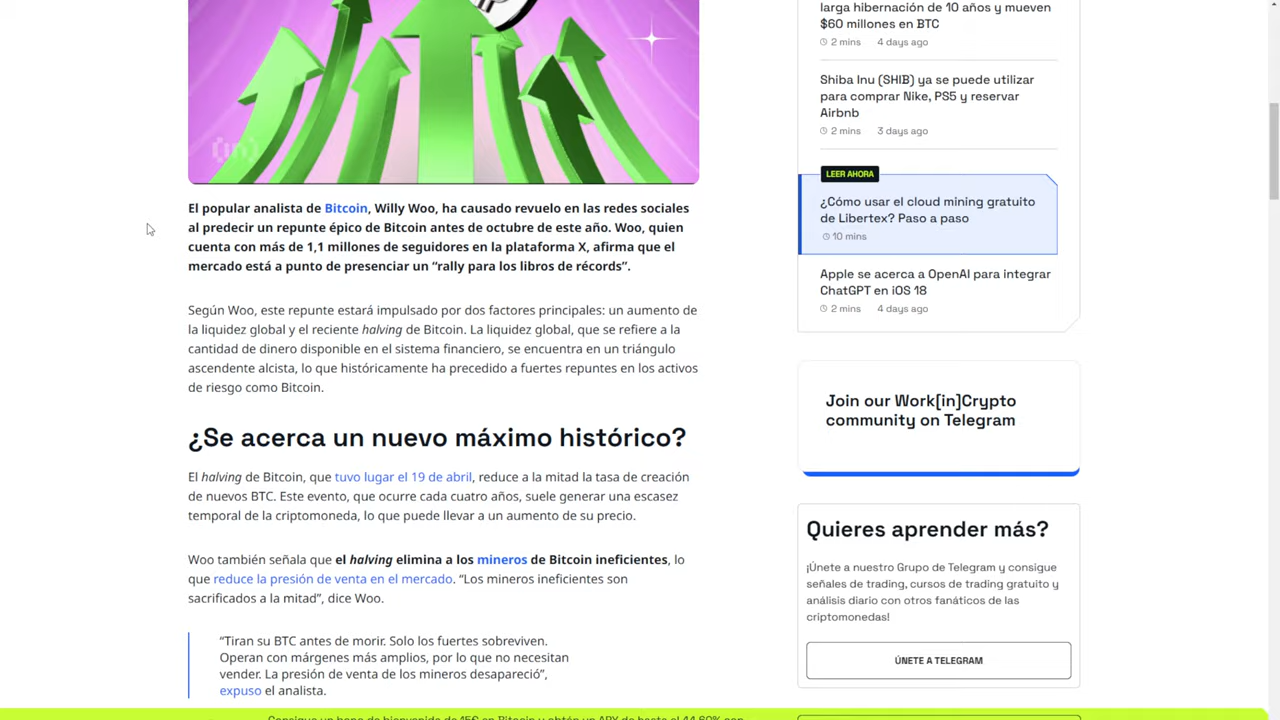 El popular analista de Bitcoin, Willy Woo, ha causado revuelo en las redes sociales
al predecir un repunte épico de Bitcoin antes de octubre de este año. Woo, quien
cuenta con más de 1,1 millones de seguidores en la plataforma X, afirma que el
mercado está a punto de presenciar un “rally para los libros de récords”.
Según Woo, este repunte estará impulsado por dos factores principales: un aumento de
la liquidez global y el reciente halving de Bitcoin. La liquidez global, que se refiere a la
cantidad de dinero disponible en el sistema financiero, se encuentra en un triángulo
ascendente alcista, lo que históricamente ha precedido a fuertes repuntes en los activos
de riesgo como Bitcoin.
¿Se acerca un nuevo máximo histórico?
El halving de Bitcoin, que tuvo lugar el 19 de abril, reduce a la mitad la tasa de creación
de nuevos BTC. Este evento, que ocurre cada cuatro años, suele generar una escasez
temporal de la criptomoneda, lo que puede llevar a un aumento de su precio.
Woo también señala que el halving elimina a los mineros de Bitcoin ineficientes, lo
que reduce la presión de venta en el mercado. “Los mineros ineficientes son
sacrificados a la mitad”, dice Woo.
“Tiran su BTC antes de morir. Solo los fuertes sobreviven.
Operan con márgenes más amplios, por lo que no necesitan
vender. La presión de venta de los mineros desapareció”,
expuso el analista.
larga hibernación de 10 años y mueven
$60 millones en BTC
2 mins 4 days ago
Shiba Inu (SHIB) ya se puede utilizar
para comprar Nike, PS5 y reservar
Airbnb
2 mins 3 days ago
LEER AHORA
¿Cómo usar el cloud mining gratuito
de Libertex? Paso a paso
10 mins
Apple se acerca a OpenAI para integrar
ChatGPT en iOS 18
2 mins 4 days ago
Join our Work[in]Crypto
community on Telegram
Quieres aprender más?
¡Únete a nuestro Grupo de Telegram y consigue
señales de trading, cursos de trading gratuito y
análisis diario con otros fanáticos de las
criptomonedas!
ÚNETE A TELEGRAM